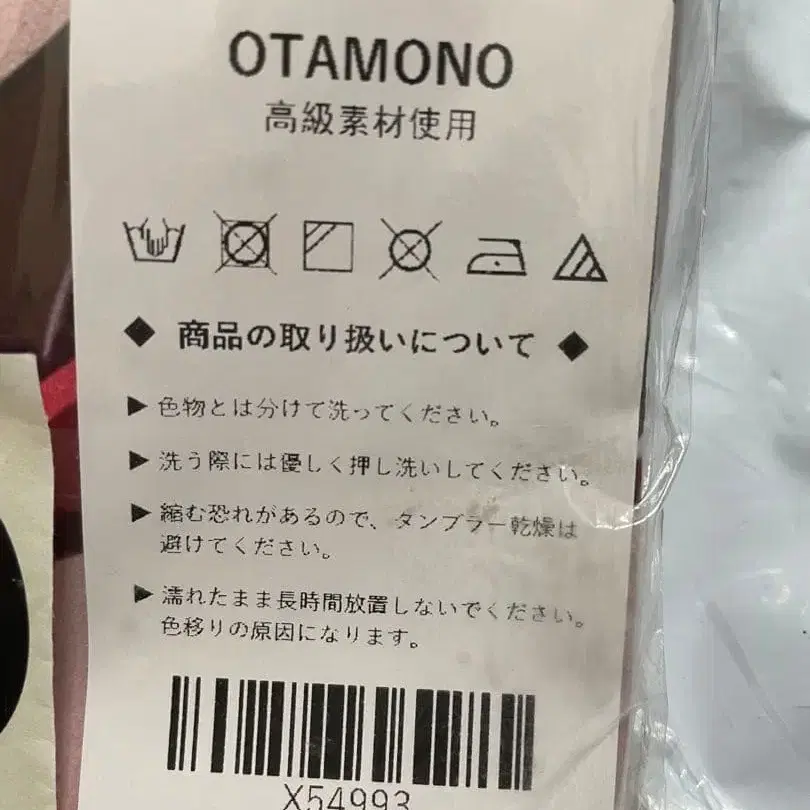 OTAMONO
高級素材使用
◆ 商品の取り扱いについて ◆
▶ 色物とは分けて洗ってください。
▶ 洗う際には優しく押し洗いしてください。
▶ 縮む恐れがあるので、タンブラー乾燥は
避けてください。
▶ 濡れたまま長時間放置しないでください。
色移りの原因になります。
X54993